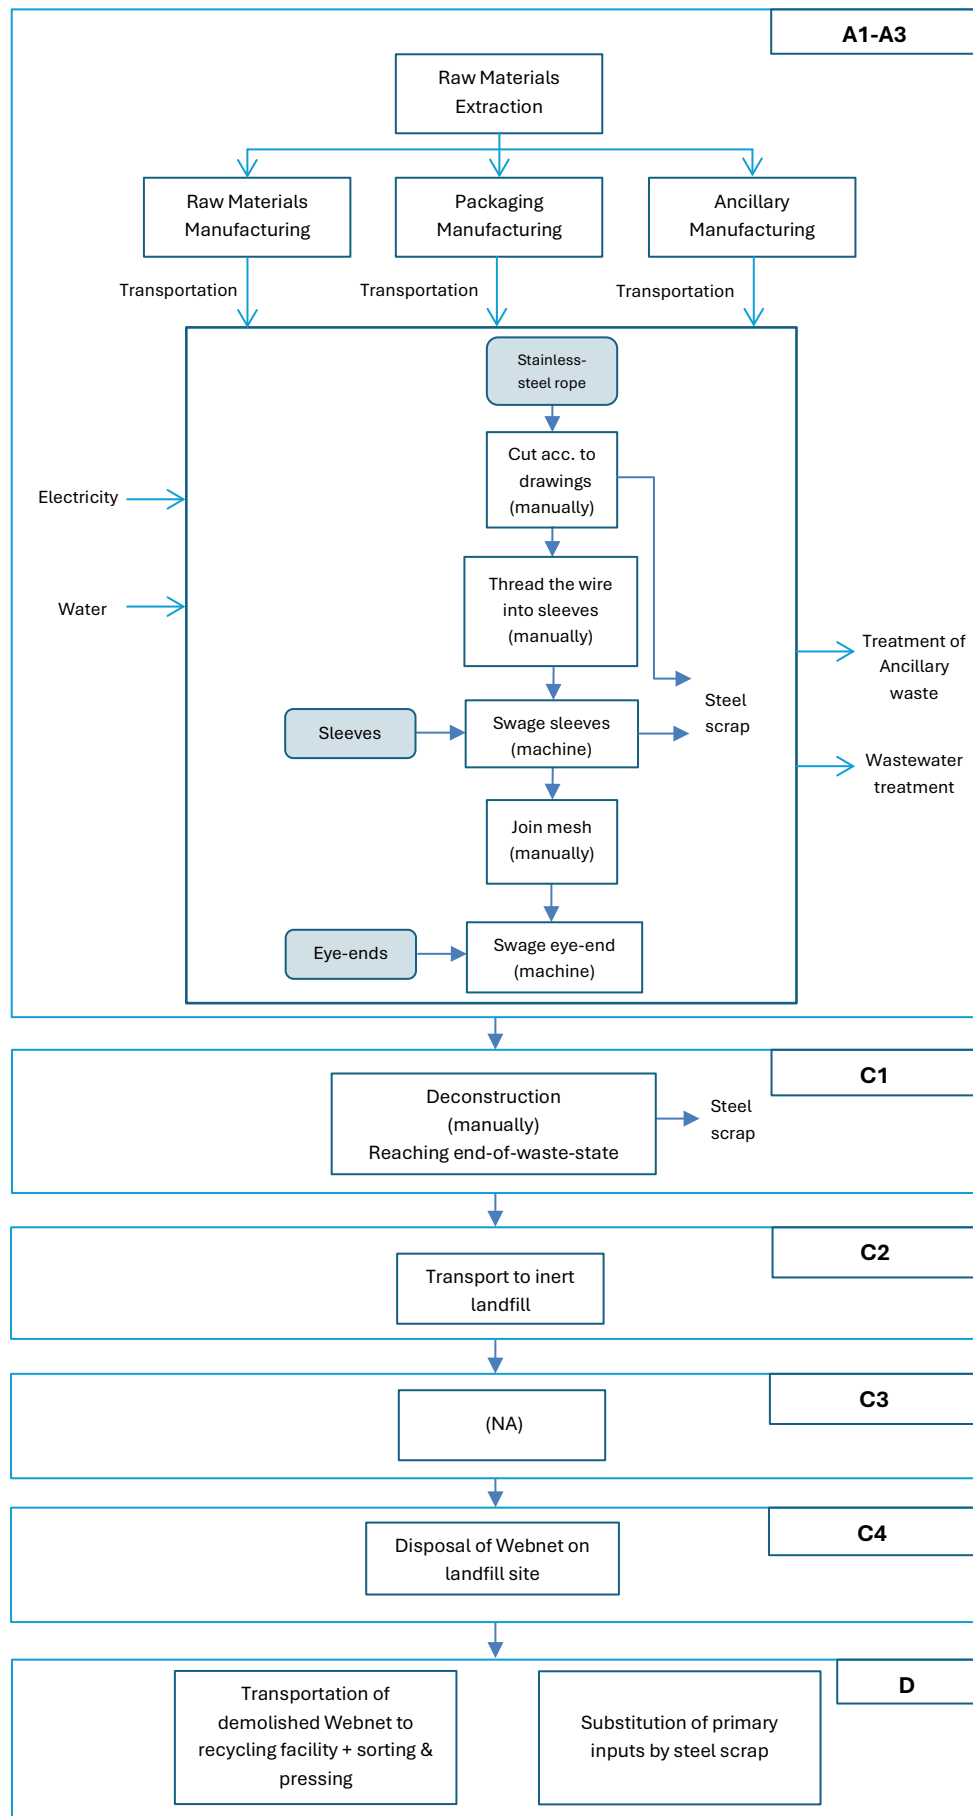 A1-A3
Raw Materials
Extraction
Raw Materials
Manufacturing
Packaging
Manufacturing
Ancillary
Manufacturing
Transportation
Transportation
Transportation
Stainless-
steel rope
Cut acc. to
drawings
(manually)
Electricity
Thread the wire
into sleeves
(manually)
Water
Treatment of
Ancillary
waste
Steel
scrap
Sleeves
Swage sleeves
(machine)
Wastewater
treatment
Join mesh
(manually)
Eye-ends
Swage eye-end
(machine)
C1
Deconstruction
(manually)
Reaching end-of-waste-state
Steel
scrap
C2
Transport to inert
landfill
C3
(NA)
C4
Disposal of Webnet on
landfill site
D
Transportation of
demolished Webnet to
recycling facility + sorting &
pressing
Substitution of primary
inputs by steel scrap